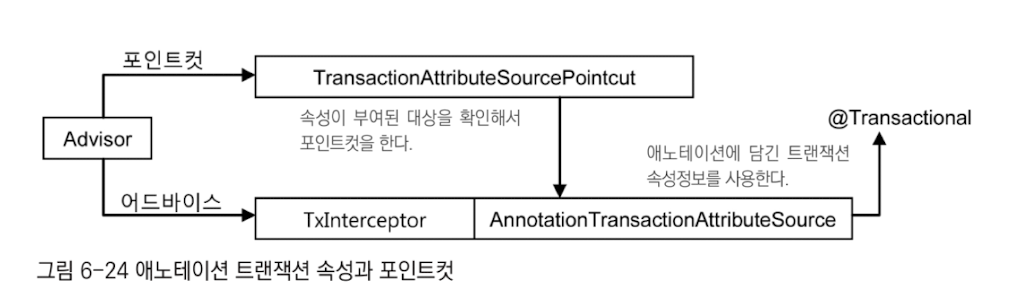 포인트컷
TransactionAttributeSourcePointcut
속성이 부여된 대상을 확인해서
포인트컷을 한다.
@Transactional
Advisor
애노테이션에 담긴 트랜잭션
속성정보를 사용한다.
어드바이스
TxInterceptor
AnnotationTransactionAttributeSource
그림 6-24 애노테이션 트랜잭션 속성과 포인트컷